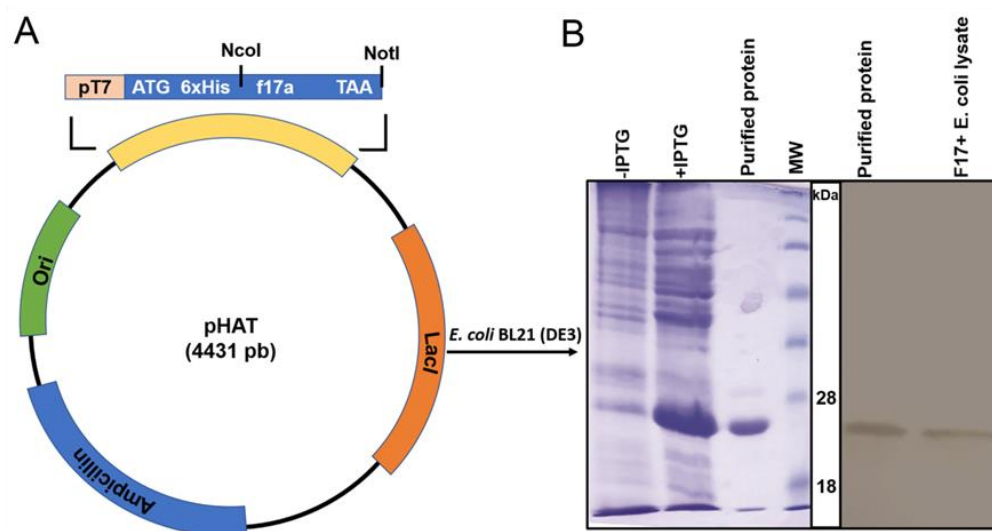 A
NcoI
NotI
pT7 ATG 6xHis f17a TAA
Ori
pHAT
(4431 pb)
LacI
Ampicillin
E. coli BL21 (DE3)
B
-IPTG
+IPTG
Purified protein
MW
Purified protein
F17+ E. coli lysate
kDa
28
18